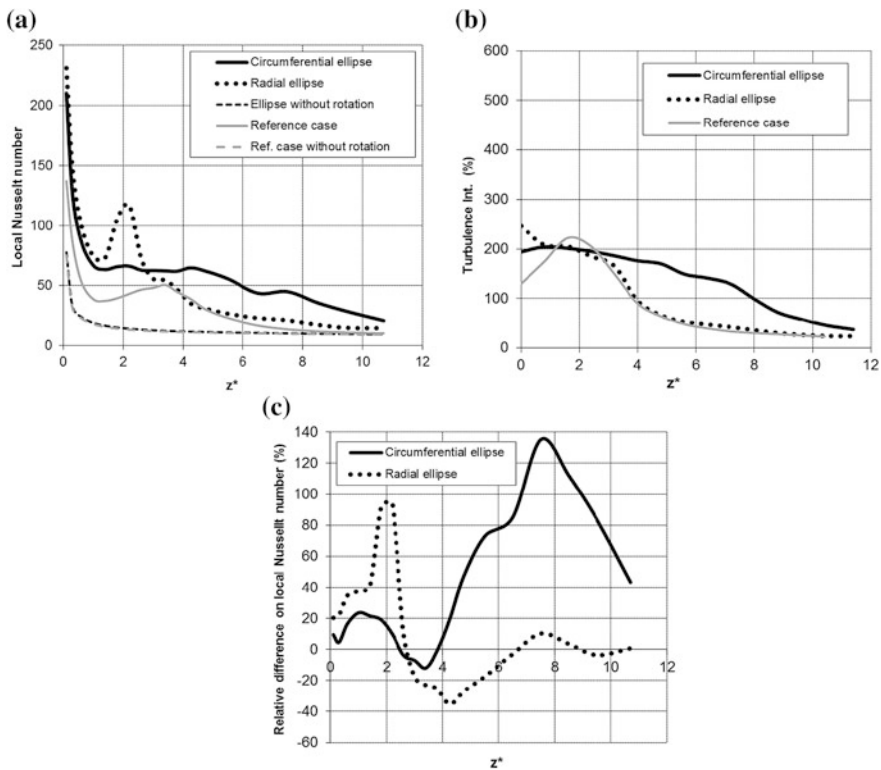 (a)
250
200
150
100
50
0
Local Nusselt number
Circumferential ellipse
Radial ellipse
Ellipse without rotation
Reference case
Ref. case without rotation
0 2 4 6 8 10 12
z*
(b)
600
500
400
300
200
100
0
Turbulence Int. (%)
Circumferential ellipse
Radial ellipse
Reference case
0 2 4 6 8 10 12
z*
(c)
140
120
100
80
60
40
20
0
-20
-40
-60
Relative difference on local Nusselt number (%)
Circumferential ellipse
Radial ellipse
0 2 4 6 8 10 12
z*